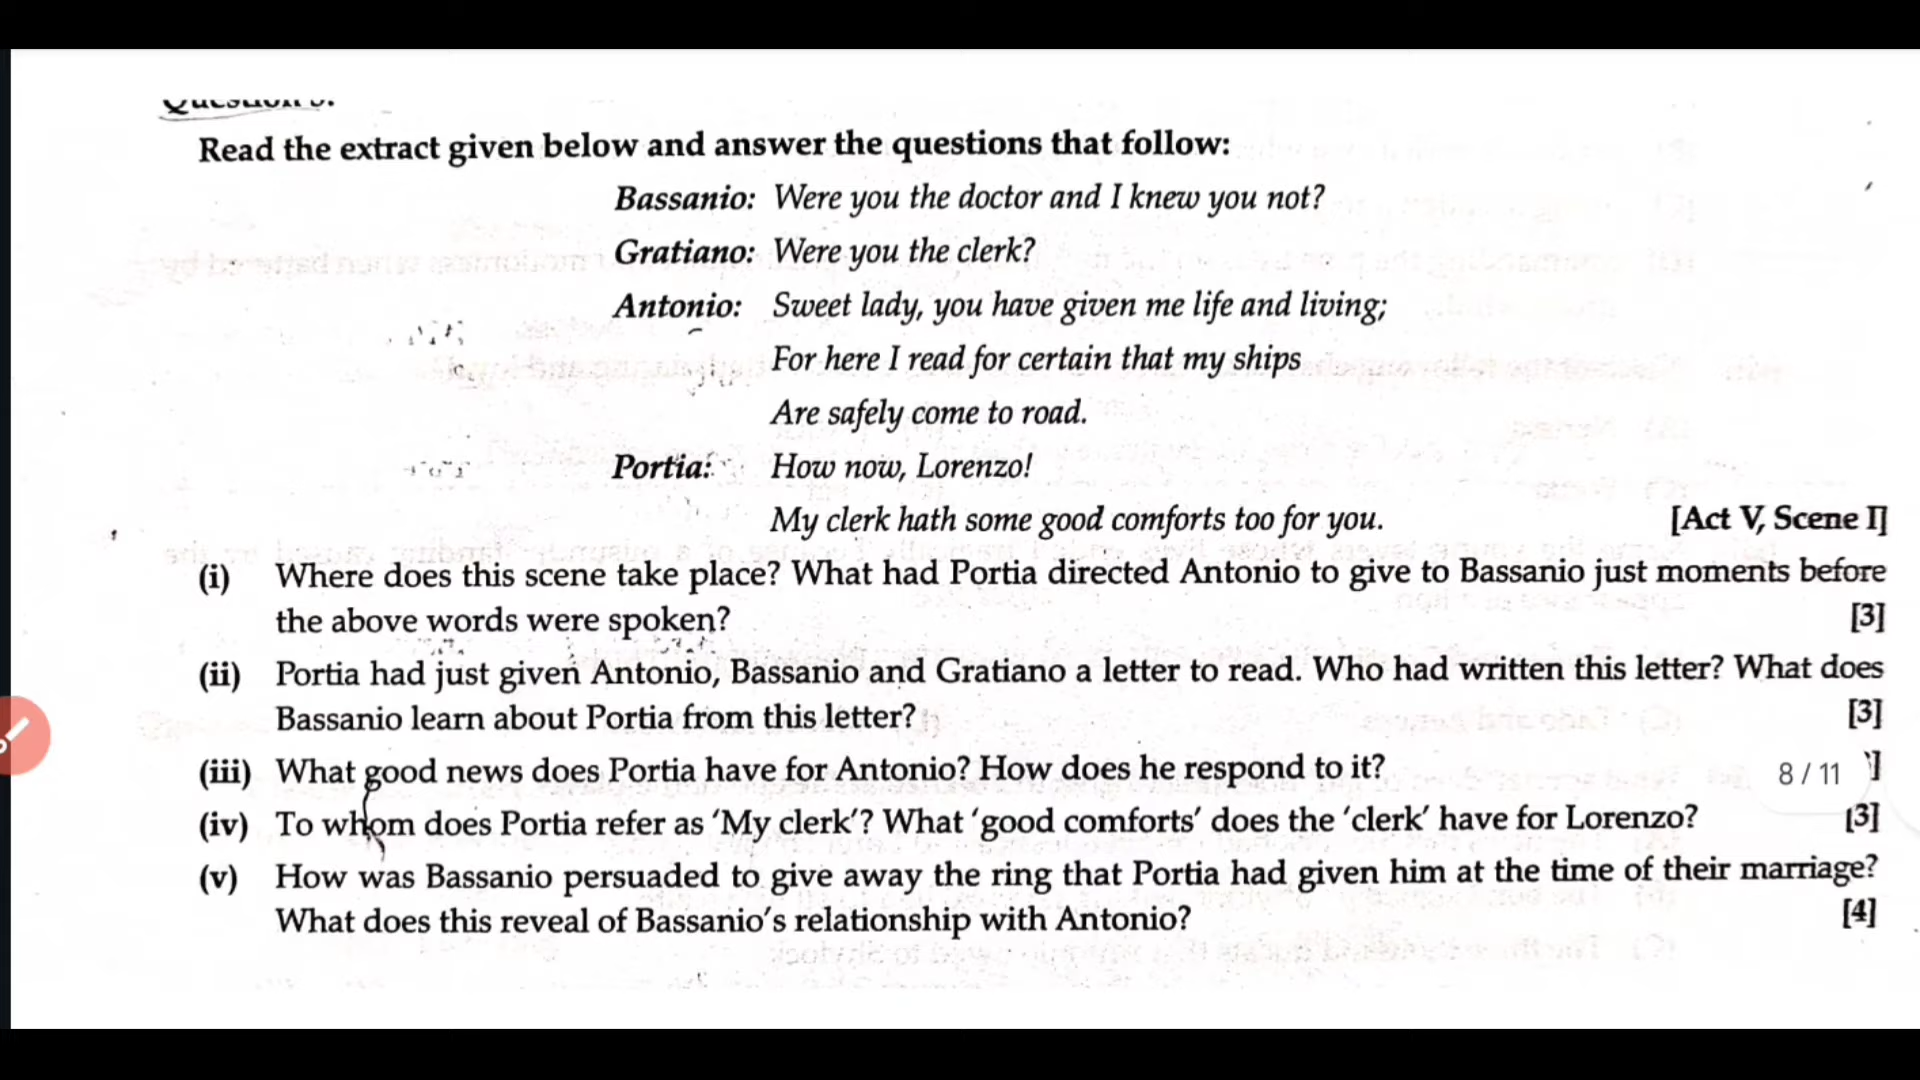 Read the extract given below and answer the questions that follow:
Bassanio: Were you the doctor and I knew you not?
Gratiano: Were you the clerk?
Antonio: Sweet lady, you have given me life and living;
For here I read for certain that my ships
Are safely come to road.
Portia: How now, Lorenzo!
My clerk hath some good comforts too for you. [Act V, Scene I]
(i) Where does this scene take place? What had Portia directed Antonio to give to Bassanio just moments before
the above words were spoken? [3]
(ii) Portia had just given Antonio, Bassanio and Gratiano a letter to read. Who had written this letter? What does
Bassanio learn about Portia from this letter? [3]
(iii) What good news does Portia have for Antonio? How does he respond to it? 8 / 11 ]
(iv) To whom does Portia refer as 'My clerk'? What 'good comforts' does the 'clerk' have for Lorenzo? [3]
(v) How was Bassanio persuaded to give away the ring that Portia had given him at the time of their marriage?
What does this reveal of Bassanio's relationship with Antonio? [4]